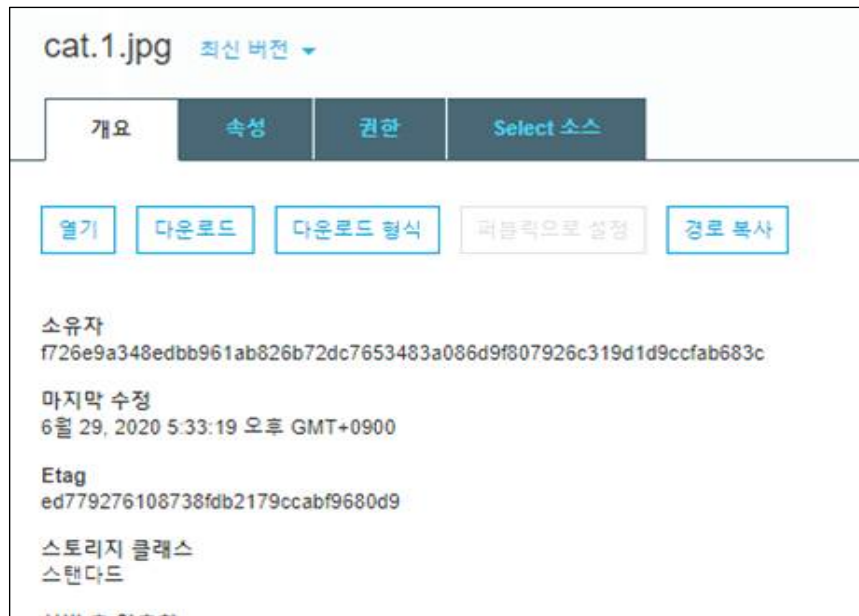 cat.1.jpg 최신 버전
개요 속성 권한 Select 소스
열기 다운로드 다운로드 형식 퍼블릭으로 설정 경로 복사
소유자
f726e9a348edbb961ab826b72dc7653483a086d9f807926c319d1d9ccfab683c
마지막 수정
6월 29, 2020 5:33:19 오후 GMT+0900
Etag
ed779276108738fdb2179ccabf9680d9
스토리지 클래스
스탠다드